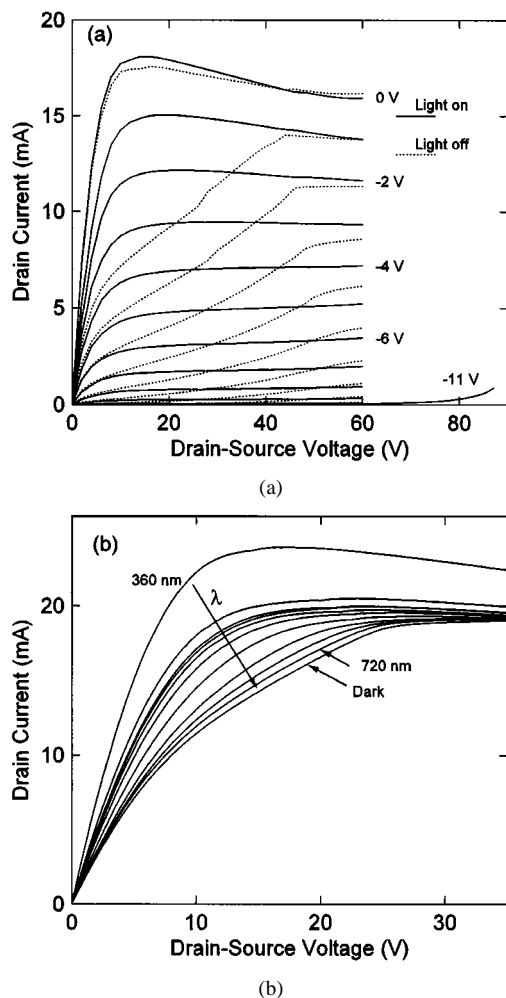 (a)
20
15
10
5
0
Drain Current (mA)
0 V
Light on
Light off
-2 V
-4 V
-6 V
-11 V
0 20 40 60 80
Drain-Source Voltage (V)
(a)
(b)
20
10
0
Drain Current (mA)
360 nm
λ
720 nm
Dark
0 10 20 30
Drain-Source Voltage (V)
(b)